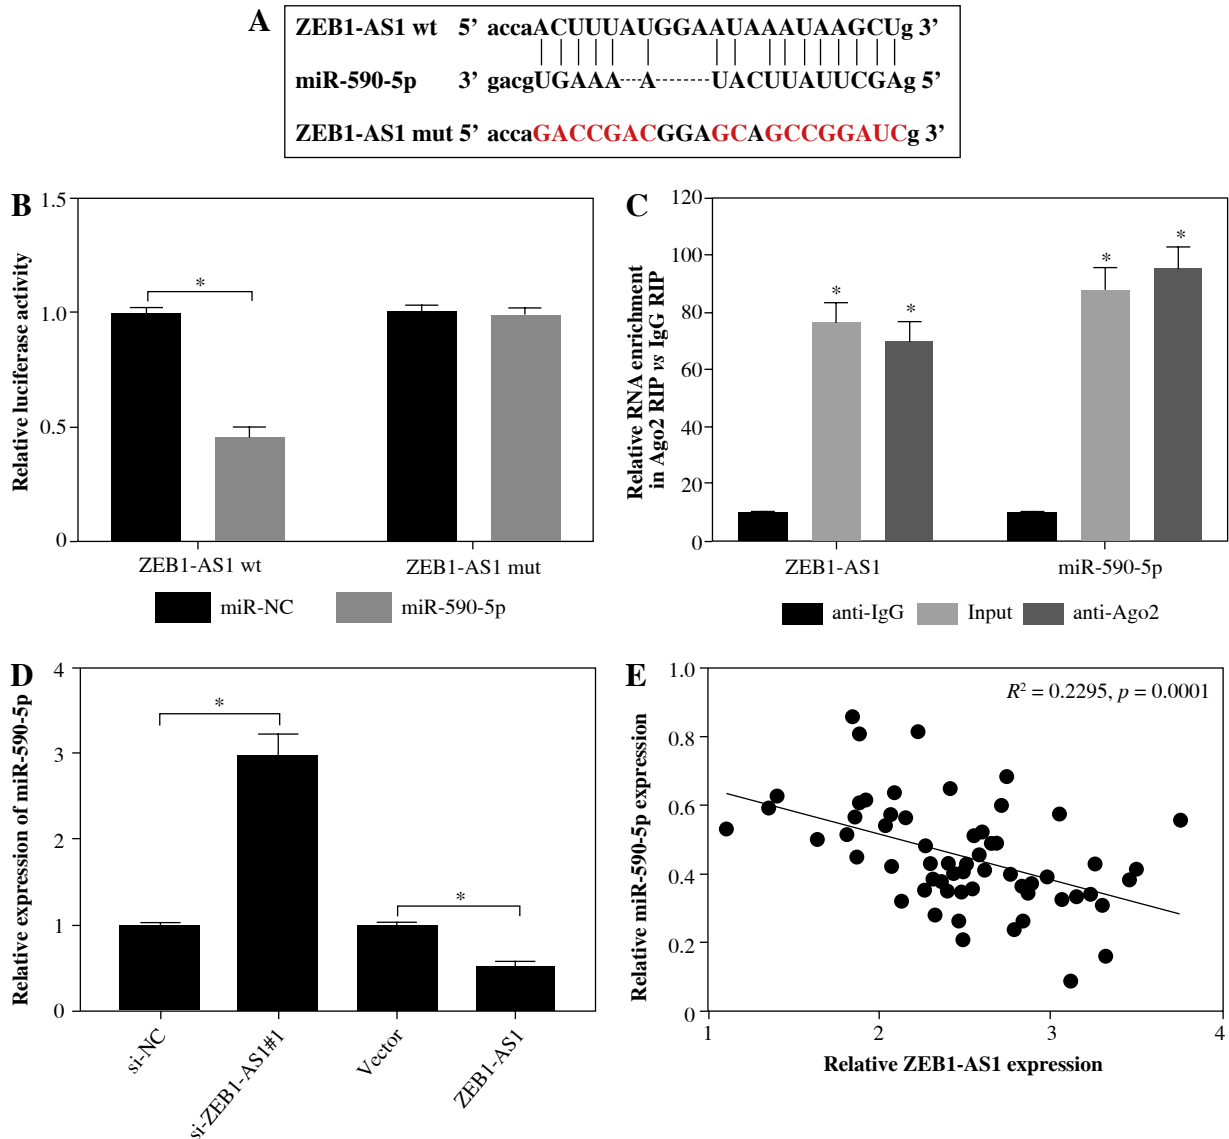 A
ZEB1-AS1 wt 5’ accaACUUUAUGGAAUAAAUAAGCUg 3’
miR-590-5p 3’ gacgUGAAA--A-------UACUUAUUCGAg 5’
ZEB1-AS1 mut 5’ accaGACCGACGGAGCAGCCGGAUCg 3’
B
Relative luciferase activity
1.5
1.0
0.5
0
*
ZEB1-AS1 wt ZEB1-AS1 mut
miR-NC miR-590-5p
C
Relative RNA enrichment
in Ago2 RIP vs IgG RIP
120
100
80
60
40
20
0
* * * *
ZEB1-AS1 miR-590-5p
anti-IgG Input anti-Ago2
D
Relative expression of miR-590-5p
4
3
2
1
0
* *
si-NC
si-ZEB1-AS1#1
Vector
ZEB1-AS1
E
Relative miR-590-5p expression
1.0
0.8
0.6
0.4
0.2
0
R² = 0.2295, p = 0.0001
1 2 3 4
Relative ZEB1-AS1 expression